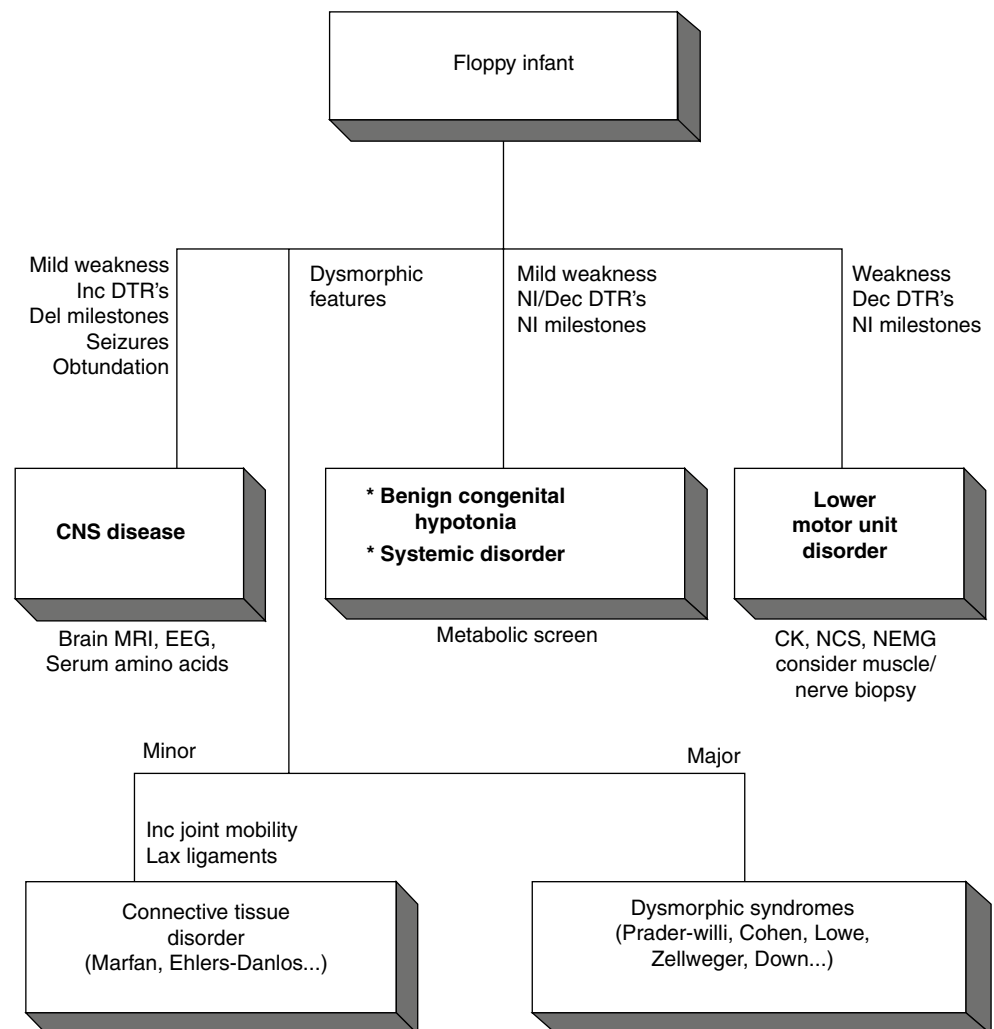 Floppy infant
Mild weakness
Inc DTR's
Del milestones
Seizures
Obtundation
Dysmorphic
features
Mild weakness
NI/Dec DTR's
NI milestones
Weakness
Dec DTR's
NI milestones
CNS disease
* Benign congenital
hypotonia
* Systemic disorder
Lower
motor unit
disorder
Brain MRI, EEG,
Serum amino acids
Metabolic screen
CK, NCS, NEMG
consider muscle/
nerve biopsy
Minor
Major
Inc joint mobility
Lax ligaments
Connective tissue
disorder
(Marfan, Ehlers-Danlos...)
Dysmorphic syndromes
(Prader-willi, Cohen, Lowe,
Zellweger, Down...)